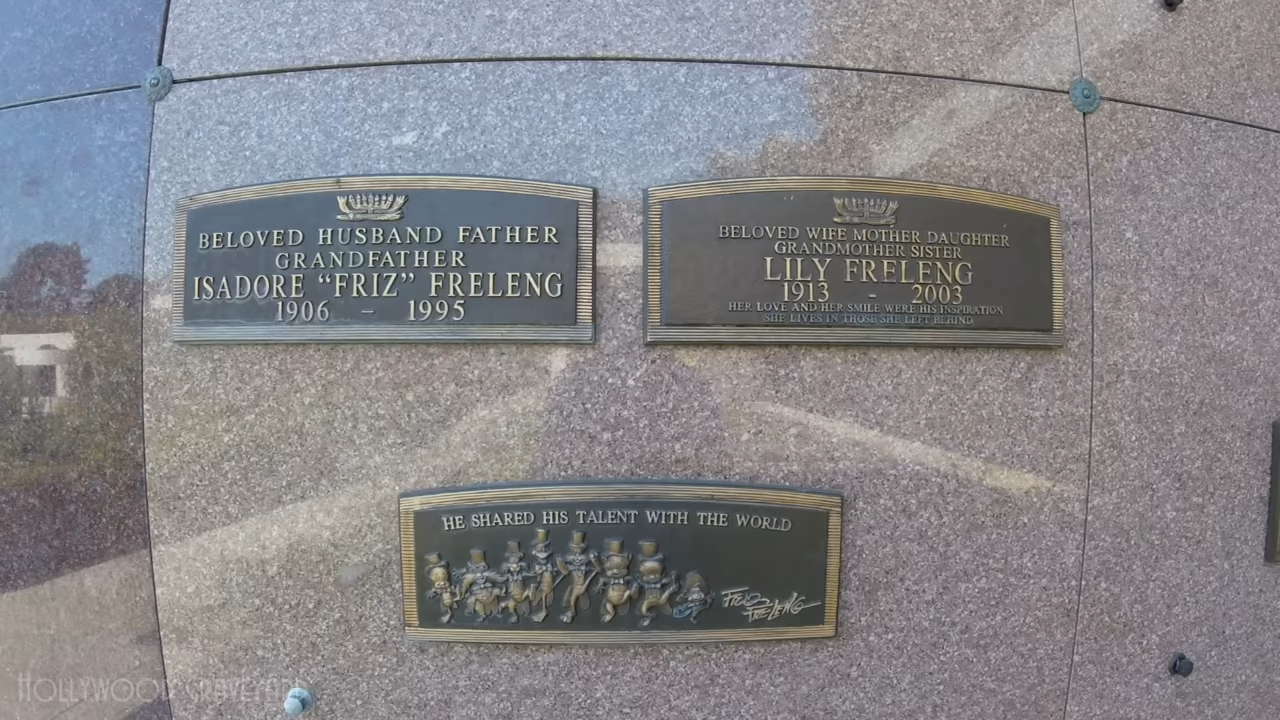 BELOVED HUSBAND FATHER
GRANDFATHER
ISADORE “FRIZ” FRELENG
1906 – 1995
BELOVED WIFE MOTHER DAUGHTER
GRANDMOTHER SISTER
LILY FRELENG
1913 - 2003
HER LOVE AND HER SMILE WERE HIS INSPIRATION
SHE LIVES IN THOSE SHE LEFT BEHIND
HE SHARED HIS TALENT WITH THE WORLD
FRIZ
FRELENG
HOLLYWOOD GRAVEYARD